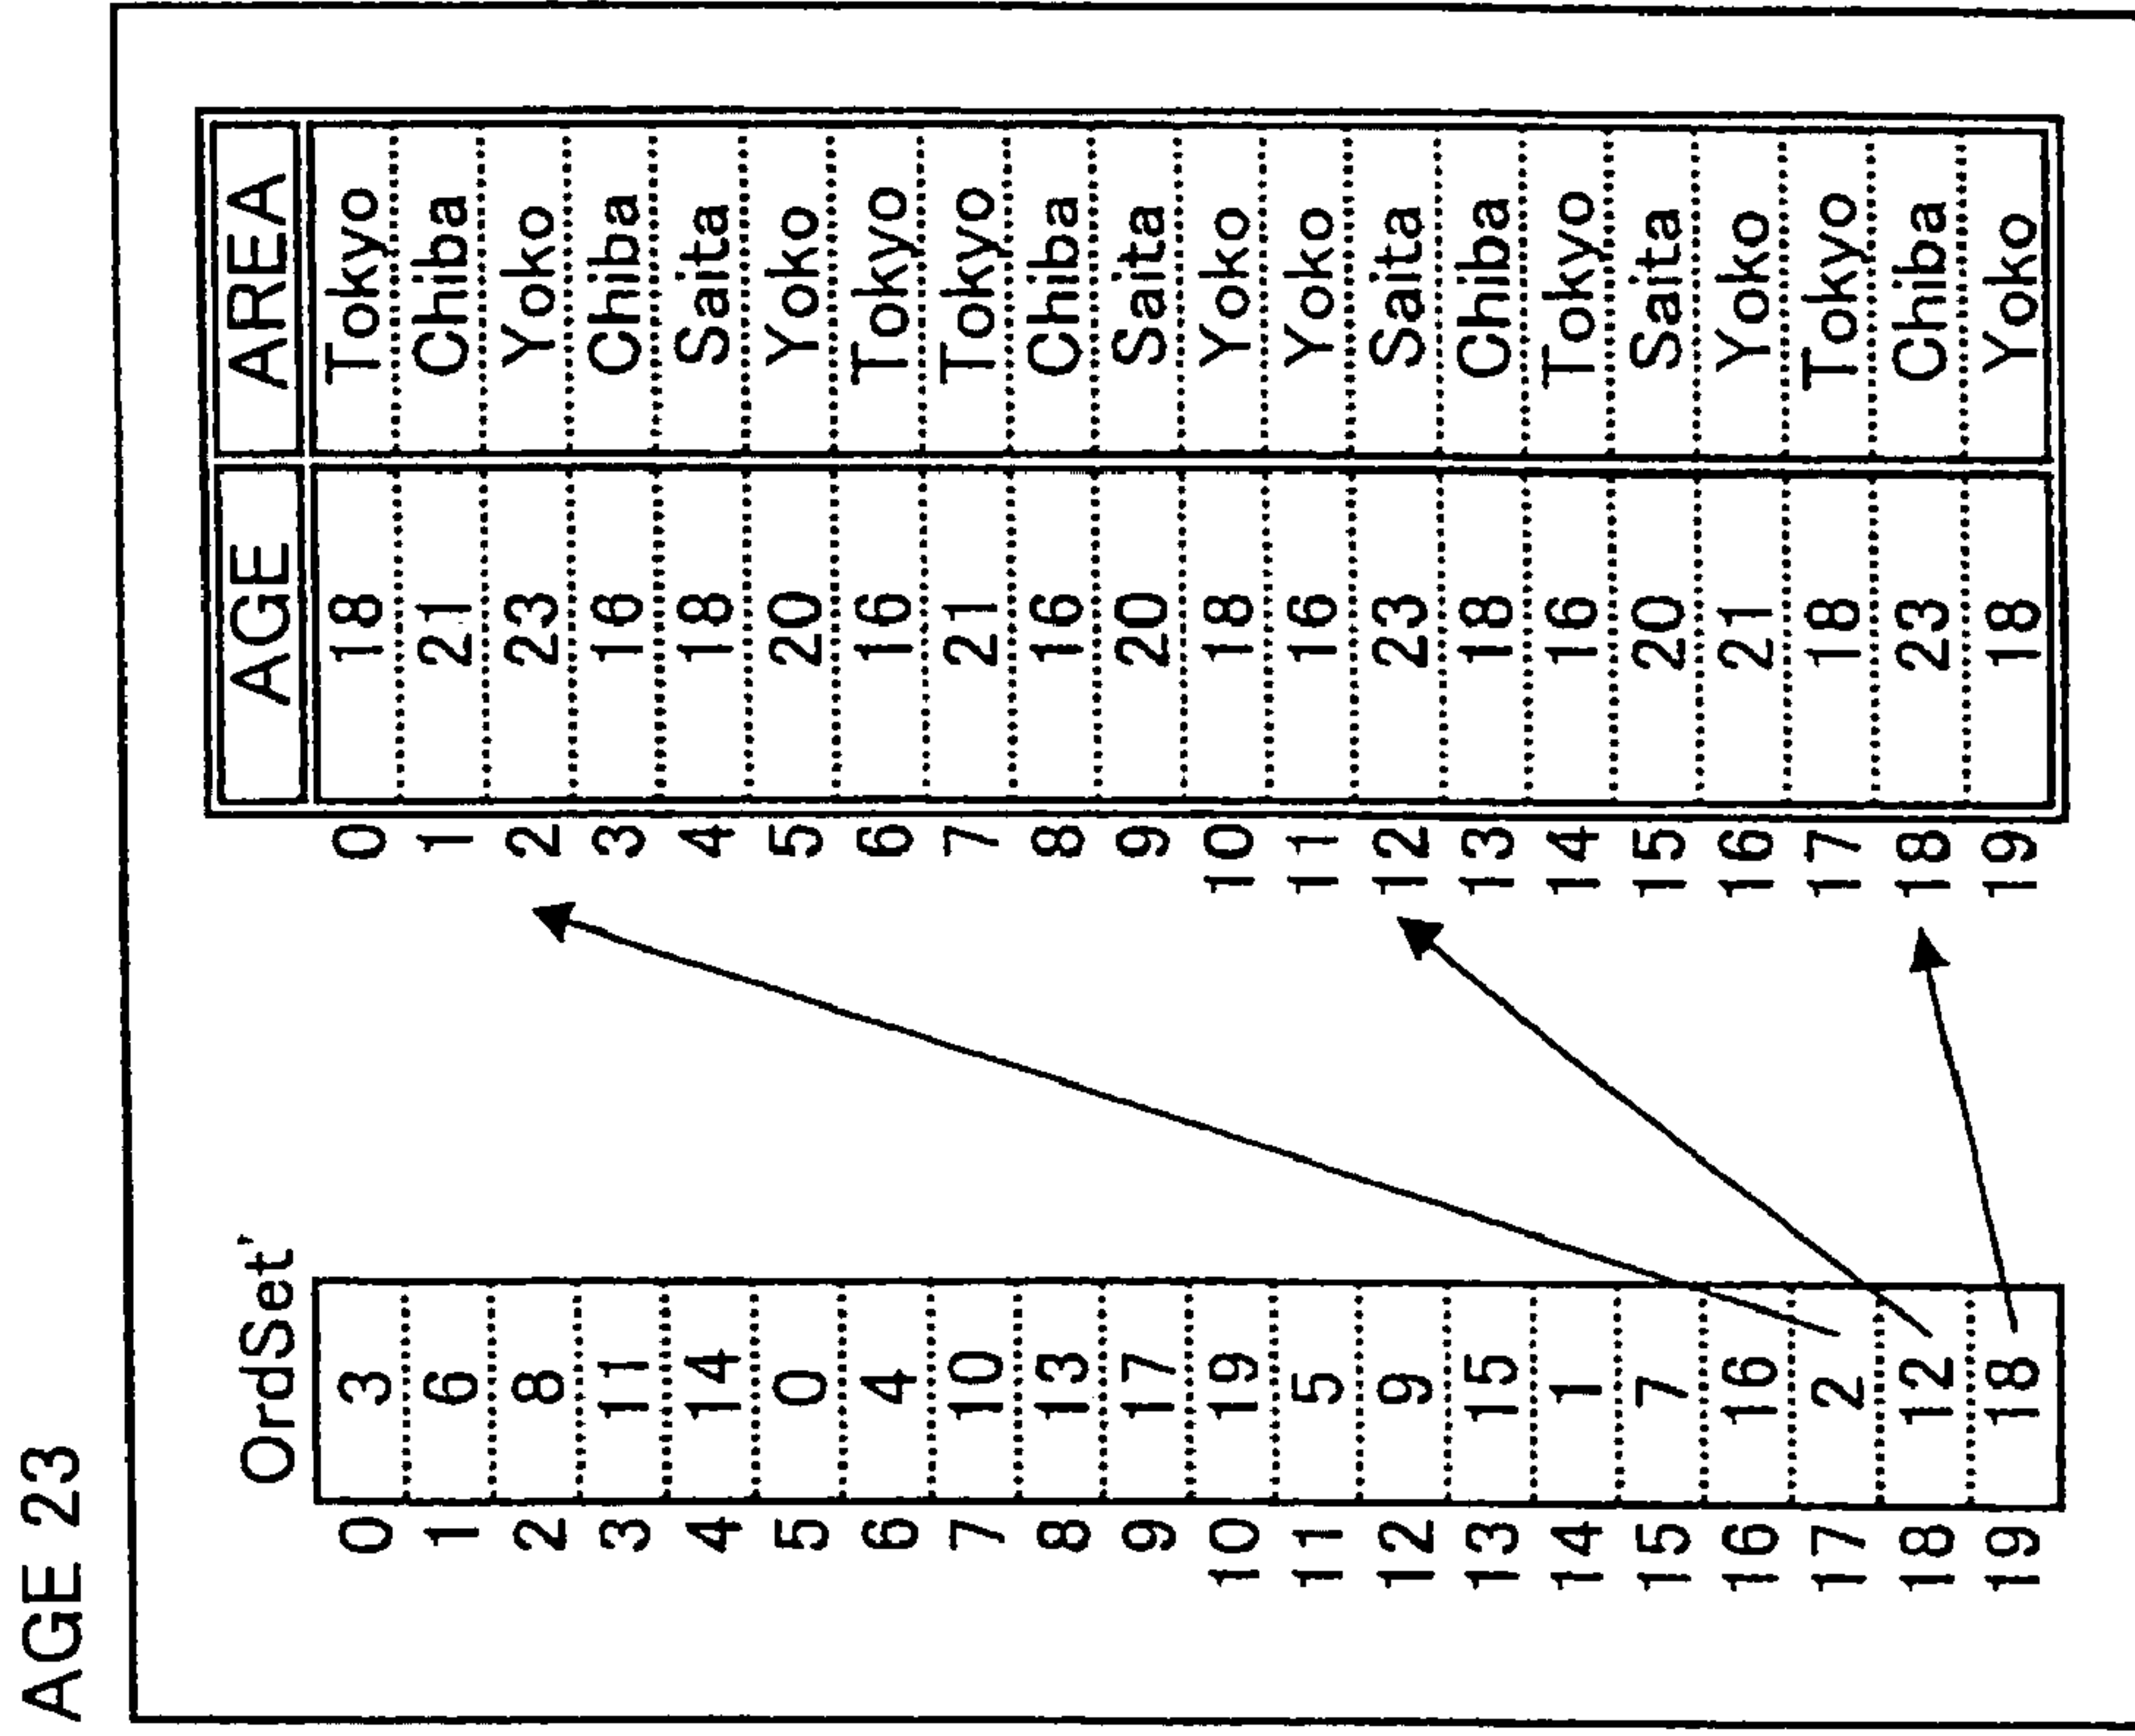 AGE 23
OrdSet'
0 3
1 6
2 8
3 11
4 14
5 0
6 4
7 10
8 13
9 17
10 19
11 5
12 9
13 15
14 1
15 7
16 16
17 2
18 12
19 18
AGE AREA
0 18 Tokyo
1 21 Chiba
2 23 Yoko
3 16 Chiba
4 18 Saita
5 20 Yoko
6 16 Tokyo
7 21 Tokyo
8 16 Chiba
9 20 Saita
10 18 Yoko
11 16 Yoko
12 23 Saita
13 18 Chiba
14 16 Tokyo
15 20 Saita
16 21 Yoko
17 18 Tokyo
18 23 Chiba
19 18 Yoko